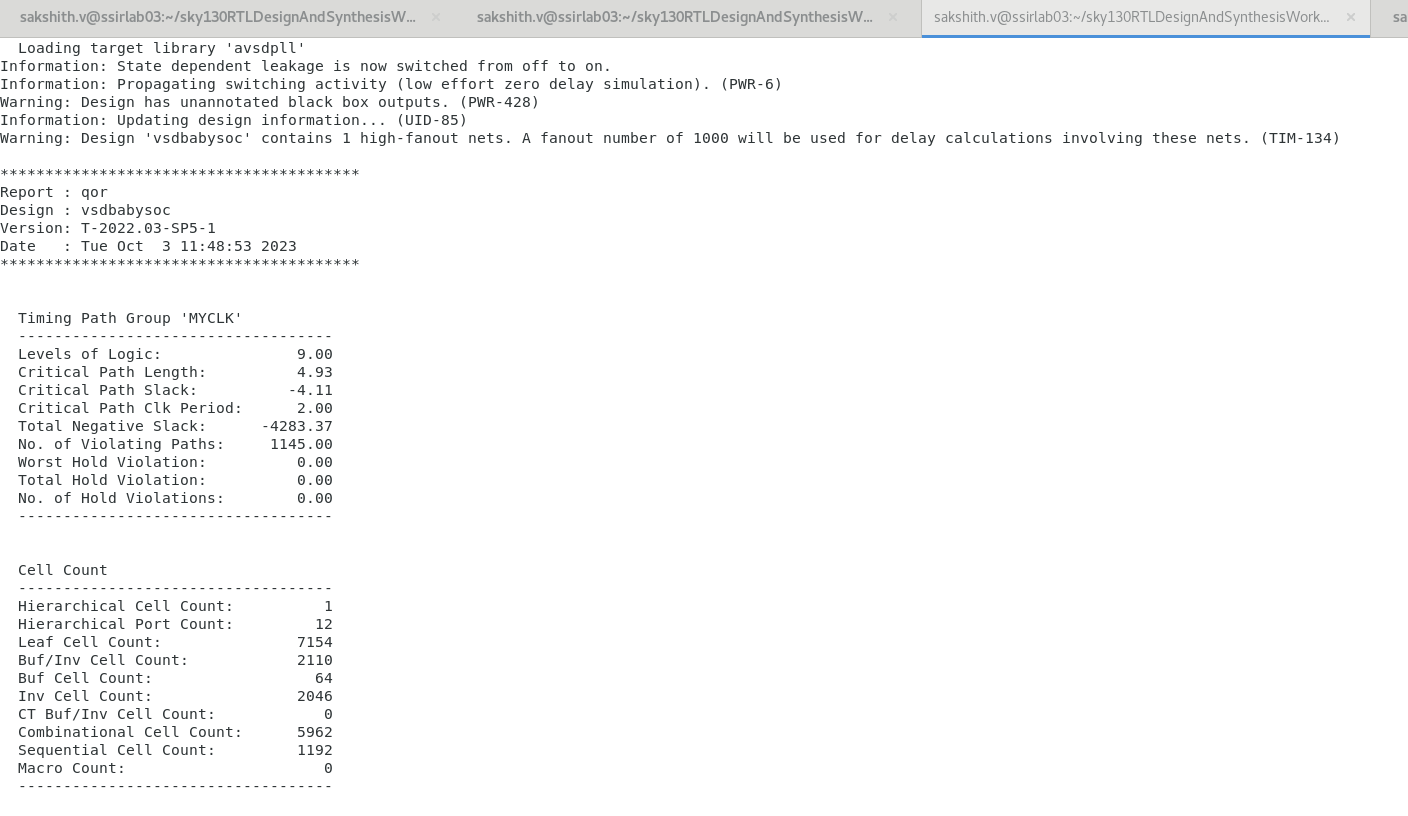 sakshith.v@ssirlab03:~/sky130RTLDesignAndSynthesisW... × sakshith.v@ssirlab03:~/sky130RTLDesignAndSynthesisW... × sakshith.v@ssirlab03:~/sky130RTLDesignAndSynthesisWork... × sa
  Loading target library 'avsdpll'
Information: State dependent leakage is now switched from off to on.
Information: Propagating switching activity (low effort zero delay simulation). (PWR-6)
Warning: Design has unannotated black box outputs. (PWR-428)
Information: Updating design information... (UID-85)
Warning: Design 'vsdbabysoc' contains 1 high-fanout nets. A fanout number of 1000 will be used for delay calculations involving these nets. (TIM-134)
****************************************
Report : qor
Design : vsdbabysoc
Version: T-2022.03-SP5-1
Date   : Tue Oct  3 11:48:53 2023
****************************************
  Timing Path Group 'MYCLK'
  -----------------------------------
  Levels of Logic:               9.00
  Critical Path Length:          4.93
  Critical Path Slack:          -4.11
  Critical Path Clk Period:      2.00
  Total Negative Slack:      -4283.37
  No. of Violating Paths:     1145.00
  Worst Hold Violation:          0.00
  Total Hold Violation:          0.00
  No. of Hold Violations:        0.00
  -----------------------------------
  Cell Count
  -----------------------------------
  Hierarchical Cell Count:          1
  Hierarchical Port Count:         12
  Leaf Cell Count:               7154
  Buf/Inv Cell Count:            2110
  Buf Cell Count:                  64
  Inv Cell Count:                2046
  CT Buf/Inv Cell Count:            0
  Combinational Cell Count:      5962
  Sequential Cell Count:         1192
  Macro Count:                      0
  -----------------------------------